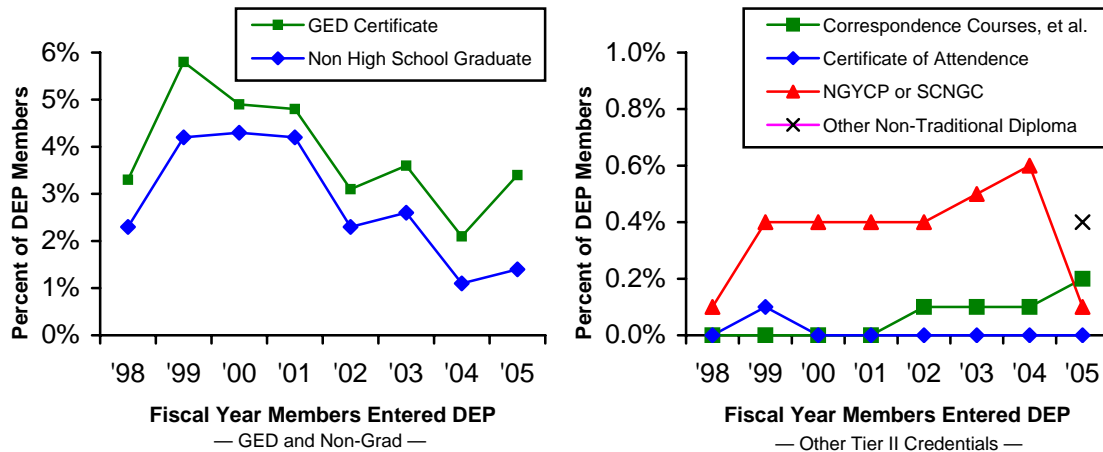 GED Certificate
Non High School Graduate
Percent of DEP Members
6%
5%
4%
3%
2%
1%
0%
'98 '99 '00 '01 '02 '03 '04 '05
Fiscal Year Members Entered DEP
— GED and Non-Grad —
Correspondence Courses, et al.
Certificate of Attendence
NGYCP or SCNGC
Other Non-Traditional Diploma
Percent of DEP Members
1.0%
0.8%
0.6%
0.4%
0.2%
0.0%
'98 '99 '00 '01 '02 '03 '04 '05
Fiscal Year Members Entered DEP
— Other Tier II Credentials —